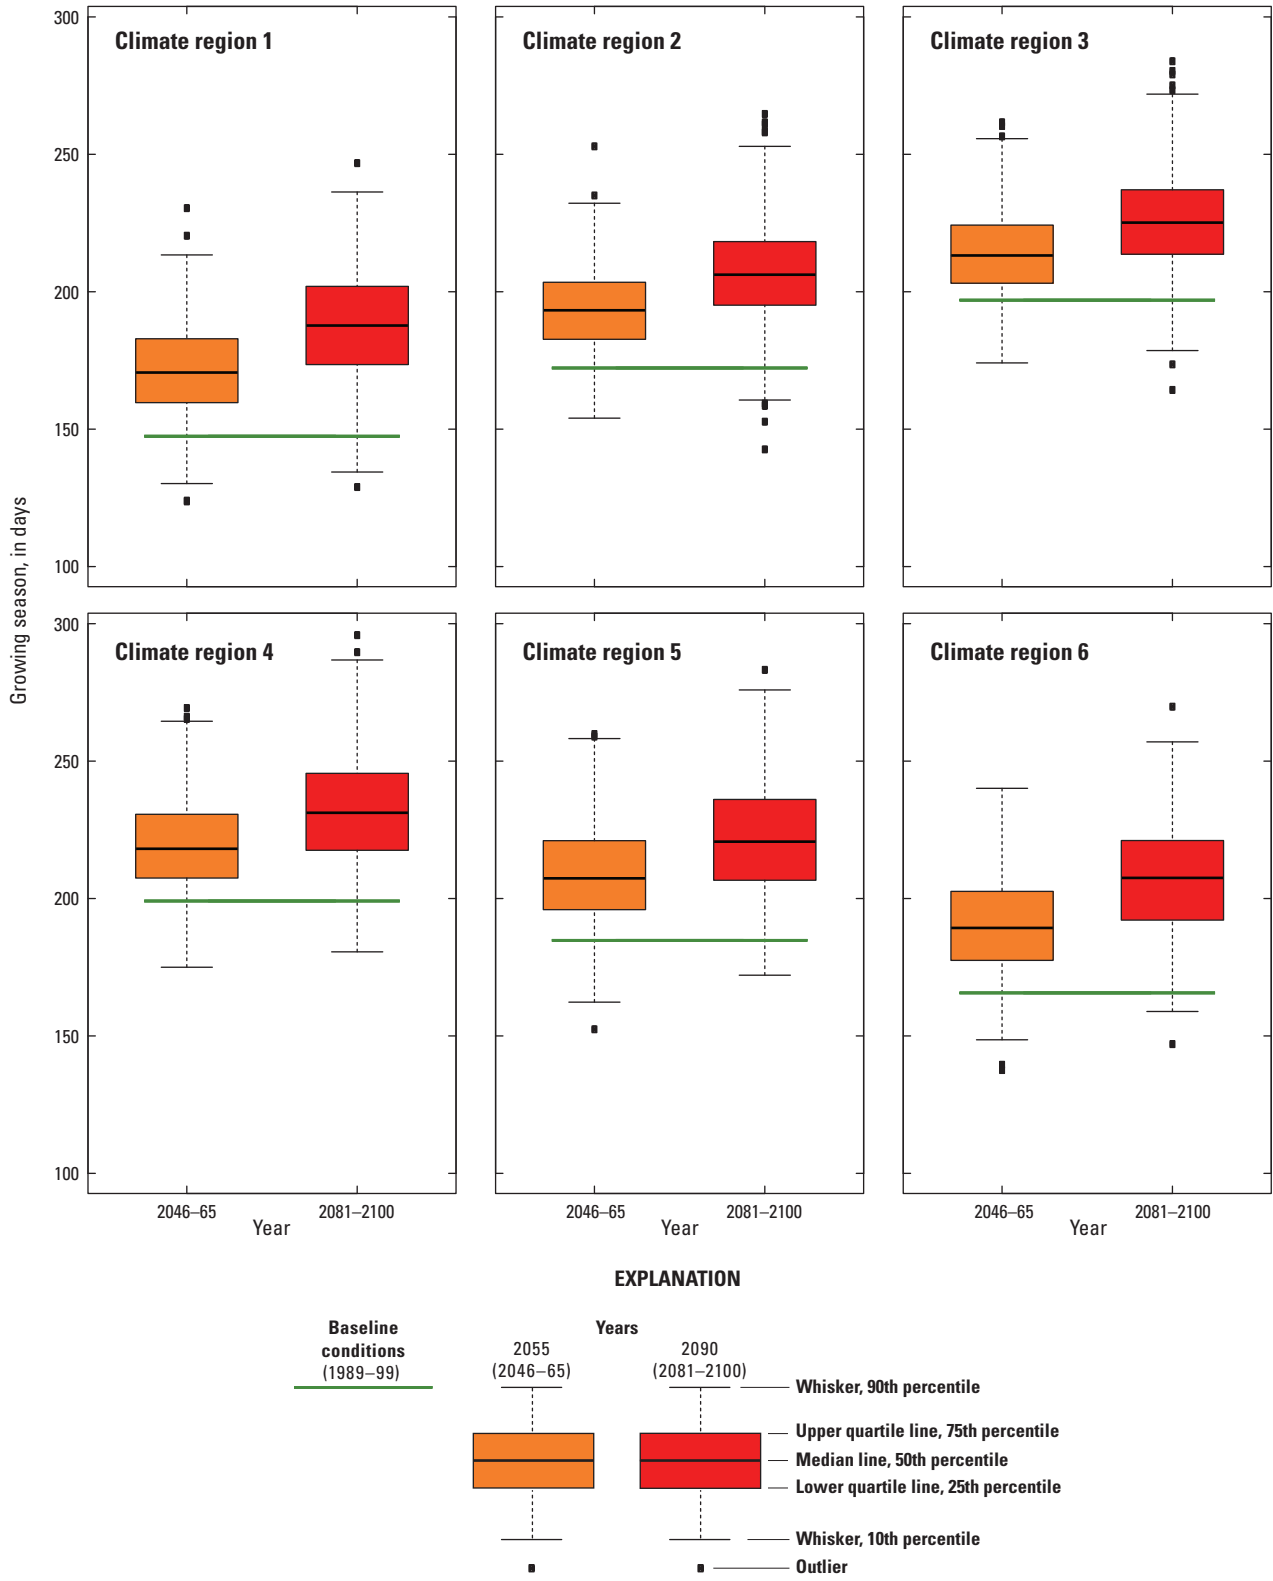 300
250
200
150
100
Climate region 1
Climate region 2
Climate region 3
Growing season, in days
300
250
200
150
100
Climate region 4
Climate region 5
Climate region 6
2046–65
2081–2100
2046–65
2081–2100
2046–65
2081–2100
Year
Year
Year
EXPLANATION
Baseline
conditions
(1989–99)
Years
2055
(2046–65)
2090
(2081–2100)
Whisker, 90th percentile
Upper quartile line, 75th percentile
Median line, 50th percentile
Lower quartile line, 25th percentile
Whisker, 10th percentile
Outlier